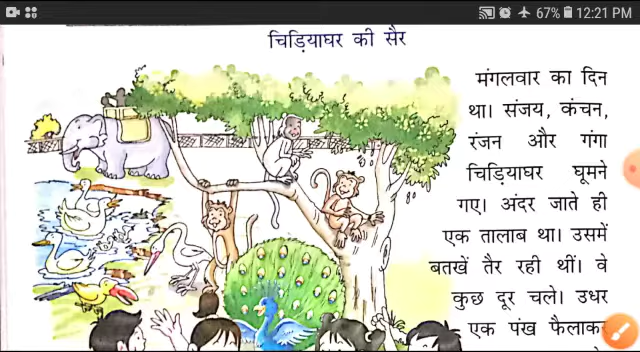 67% 12:21 PM
चिड़ियाघर की सैर
मंगलवार का दिन
था। संजय, कंचन,
रंजन और गंगा
चिड़ियाघर घूमने
गए। अंदर जाते ही
एक तालाब था। उसमें
बतखें तैर रही थीं। वे
कुछ दूर चले। उधर
एक पंख फैलाकर